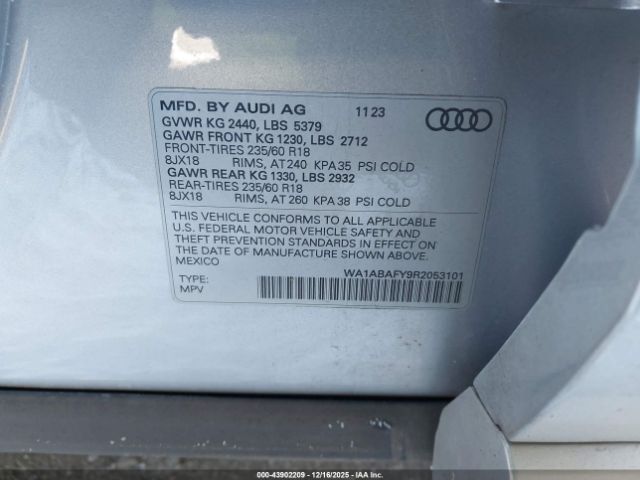 MFD. BY AUDI AG 11 23
GVWR KG 2440, LBS 5379
GAWR FRONT KG 1230, LBS 2712
FRONT-TIRES 235/60 R18
8JX18 RIMS, AT 240 KPA 35 PSI COLD
GAWR REAR KG 1330, LBS 2932
REAR-TIRES 235/60 R18
8JX18 RIMS, AT 260 KPA 38 PSI COLD
THIS VEHICLE CONFORMS TO ALL APPLICABLE
U.S. FEDERAL MOTOR VEHICLE SAFETY AND
THEFT PREVENTION STANDARDS IN EFFECT ON
THE DATE OF MANUFACTURE SHOWN ABOVE.
MEXICO
WA1ABAFY9R2053101
TYPE:
MPV
000-43902209 - 12/16/2025 - IAA Inc.